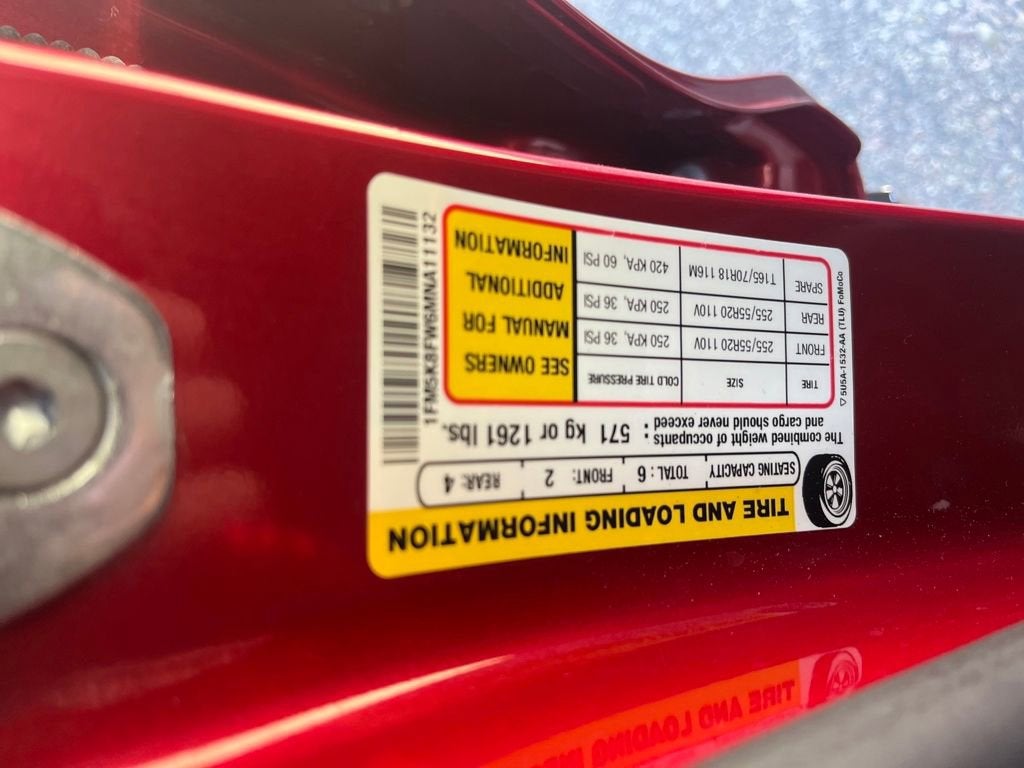 TIRE AND LOADING INFORMATION
SEATING CAPACITY TOTAL : 6 FRONT: 2 REAR: 4
The combined weight of occupants
and cargo should never exceed : 571 kg or 1261 lbs.
TIRE SIZE COLD TIRE PRESSURE
FRONT 255/55R20 110V 250 KPA, 36 PSI
REAR 255/55R20 110V 250 KPA, 36 PSI
SPARE T165/70R18 116M 420 KPA, 60 PSI
SEE OWNERS
MANUAL FOR
ADDITIONAL
INFORMATION
5U5A-1532-AA (TLU) FoMoCo
1FM5K8FW6MNA11132
TIRE AND LOADING